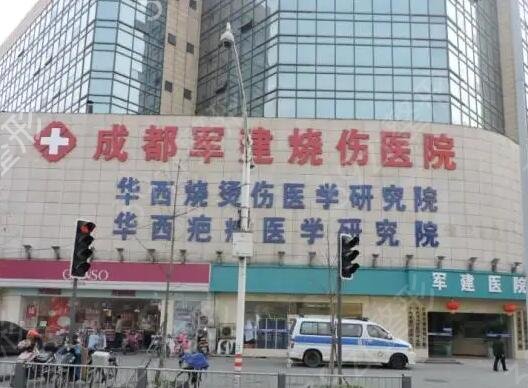 成都军建烧伤医院
华西烧烫伤医学研究院
华西疤痕医学研究院
军建医院